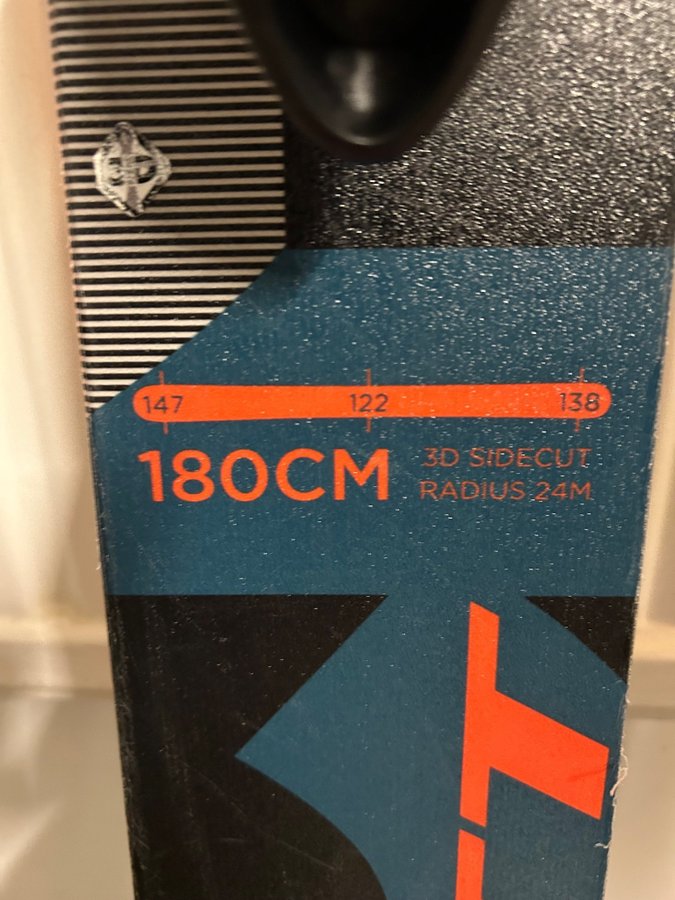 147 122 138
180CM
3D SIDECUT
RADIUS 24M